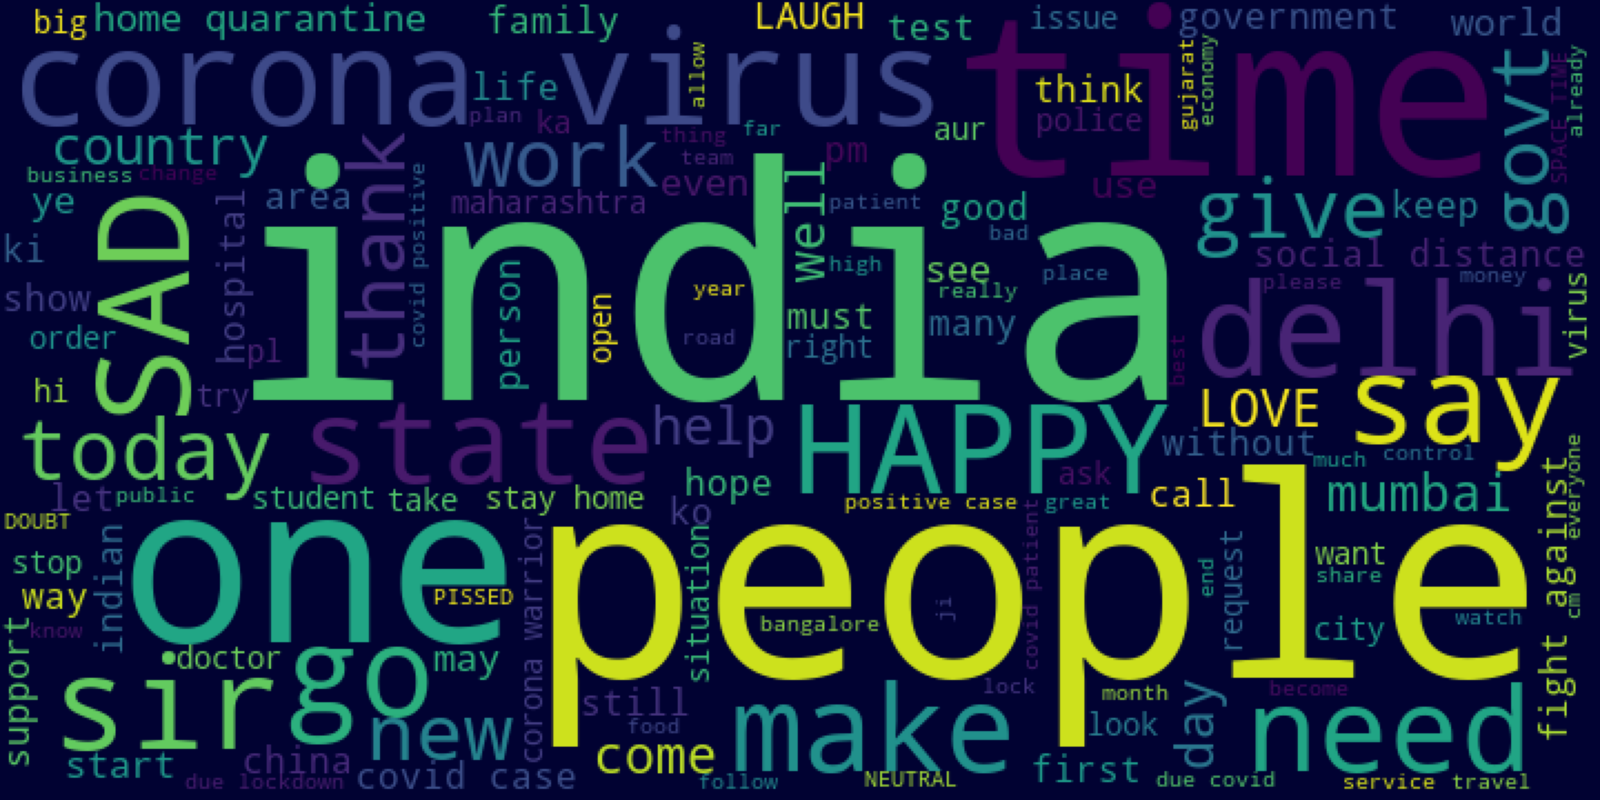 big home quarantine family LAUGH test issue government world
corona virus time govt
life allow think gujarat economy already
plan ka aur police SPACE TIME
country work thing far team pm
business change even use
ye area thank maharashtra well patient good give keep
SAD hospital covid positive india bad
ki high see social distance
show person open year really place please money
order road must many right delhi virus
pl best
hi try LOVE say
today state help HAPPY without
much control
let public student take stay home hope ask call mumbai
ko positive case great
DOUBT one people everyone
stop indian corona warrior situation covid patient end request want fight against
way PISSED ji share cm
know bangalore city watch
support doctor may
sir go still lock month become
new food make look day need
start china come first
due lockdown covid case follow NEUTRAL due covid service travel